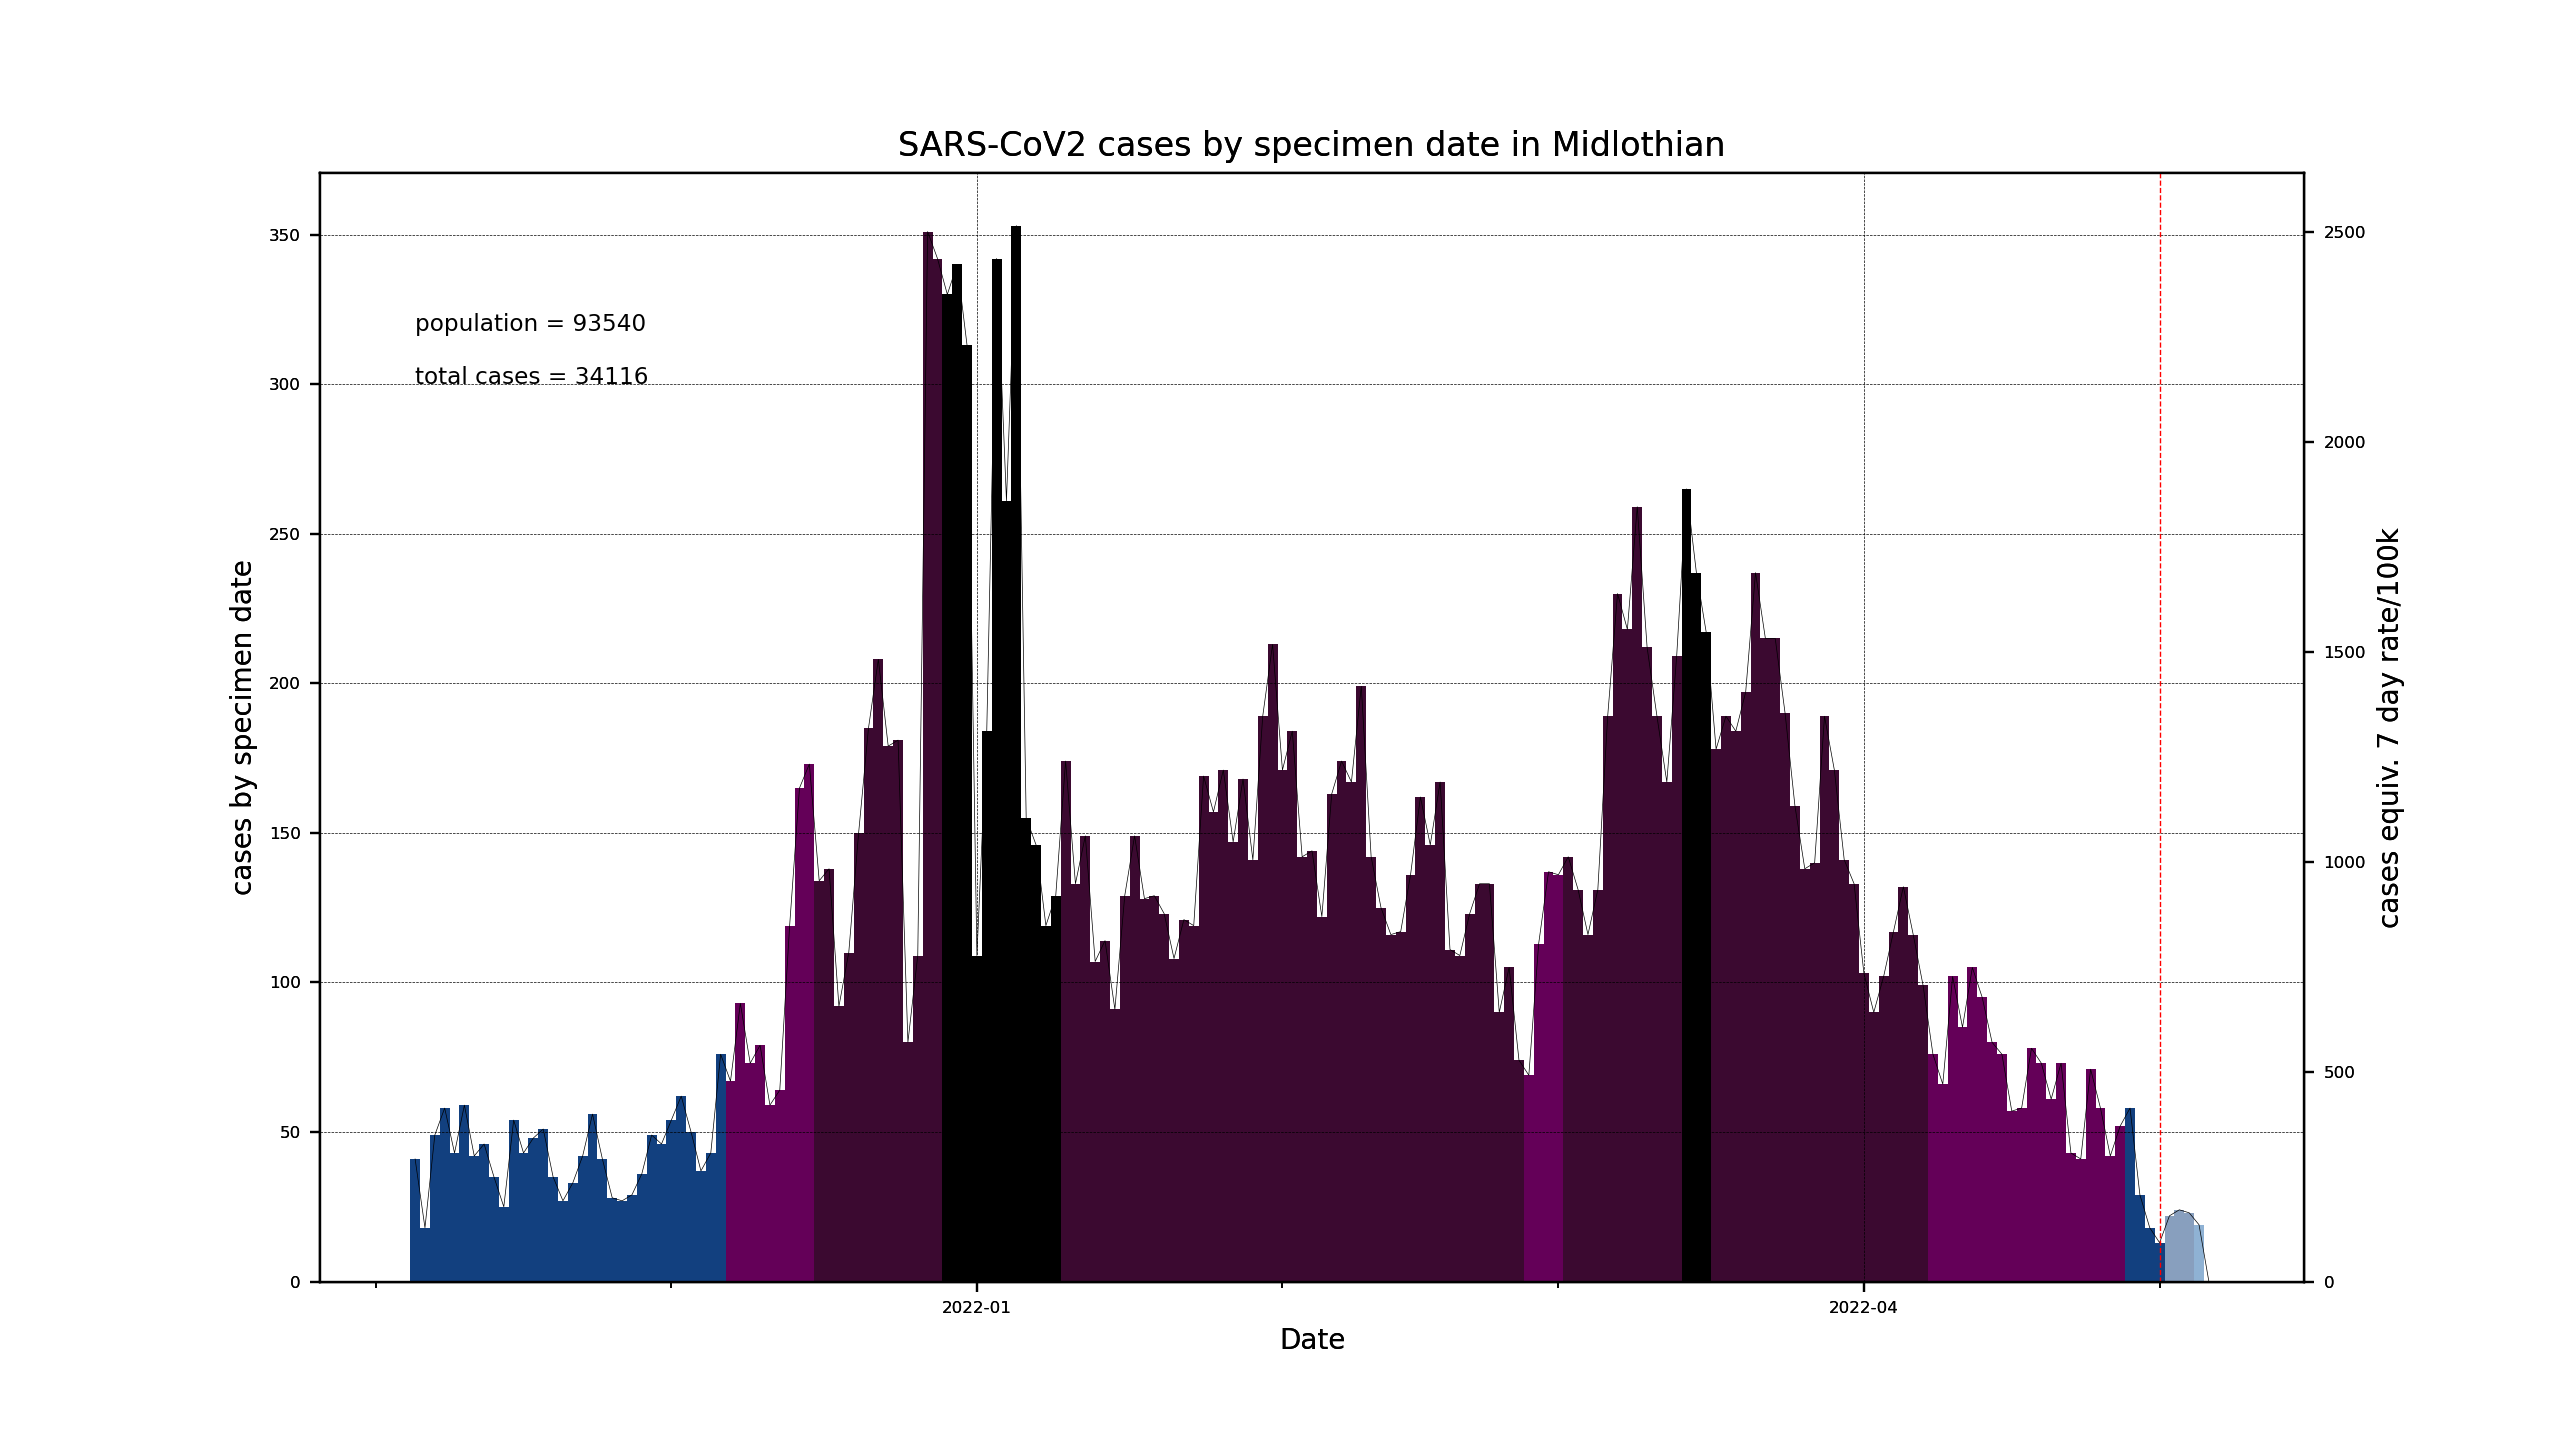 SARS-CoV2 cases by specimen date in Midlothian
population = 93540
total cases = 34116
cases by specimen date
350
300
250
200
150
100
50
0
2500
2000
1500
1000
500
0
cases equiv. 7 day rate/100k
2022-01
2022-04
Date